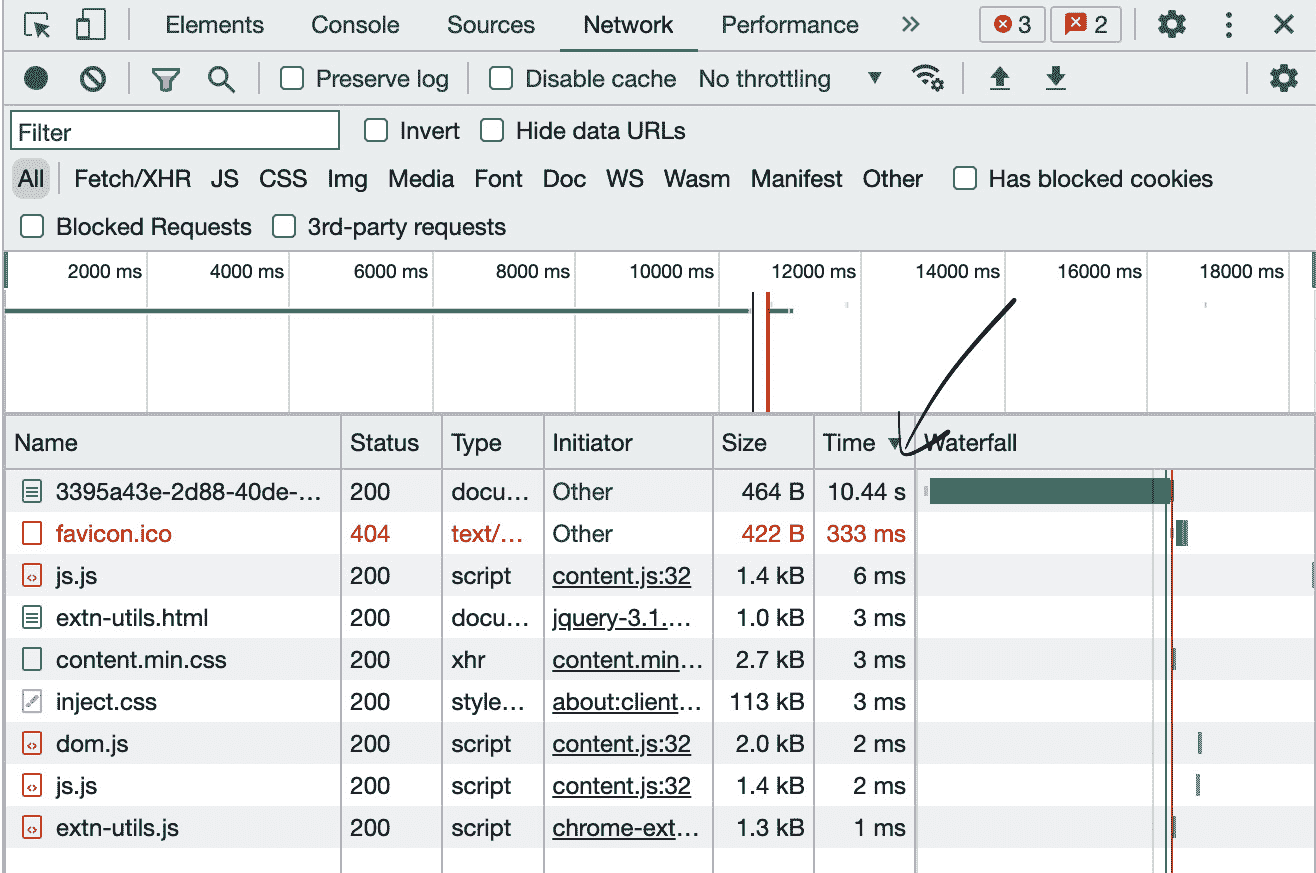 Elements Console Sources Network Performance » 3 2
Preserve log Disable cache No throttling
Filter Invert Hide data URLs
All Fetch/XHR JS CSS Img Media Font Doc WS Wasm Manifest Other Has blocked cookies
Blocked Requests 3rd-party requests
2000 ms 4000 ms 6000 ms 8000 ms 10000 ms 12000 ms 14000 ms 16000 ms 18000 ms
Name Status Type Initiator Size Time Waterfall
3395a43e-2d88-40de-... 200 docu... Other 464 B 10.44 s
favicon.ico 404 text/... Other 422 B 333 ms
js.js 200 script content.js:32 1.4 kB 6 ms
extn-utils.html 200 docu... jquery-3.1.... 1.0 kB 3 ms
content.min.css 200 xhr content.min... 2.7 kB 3 ms
inject.css 200 style... about:client... 113 kB 3 ms
dom.js 200 script content.js:32 2.0 kB 2 ms
js.js 200 script content.js:32 1.4 kB 2 ms
extn-utils.js 200 script chrome-ext... 1.3 kB 1 ms